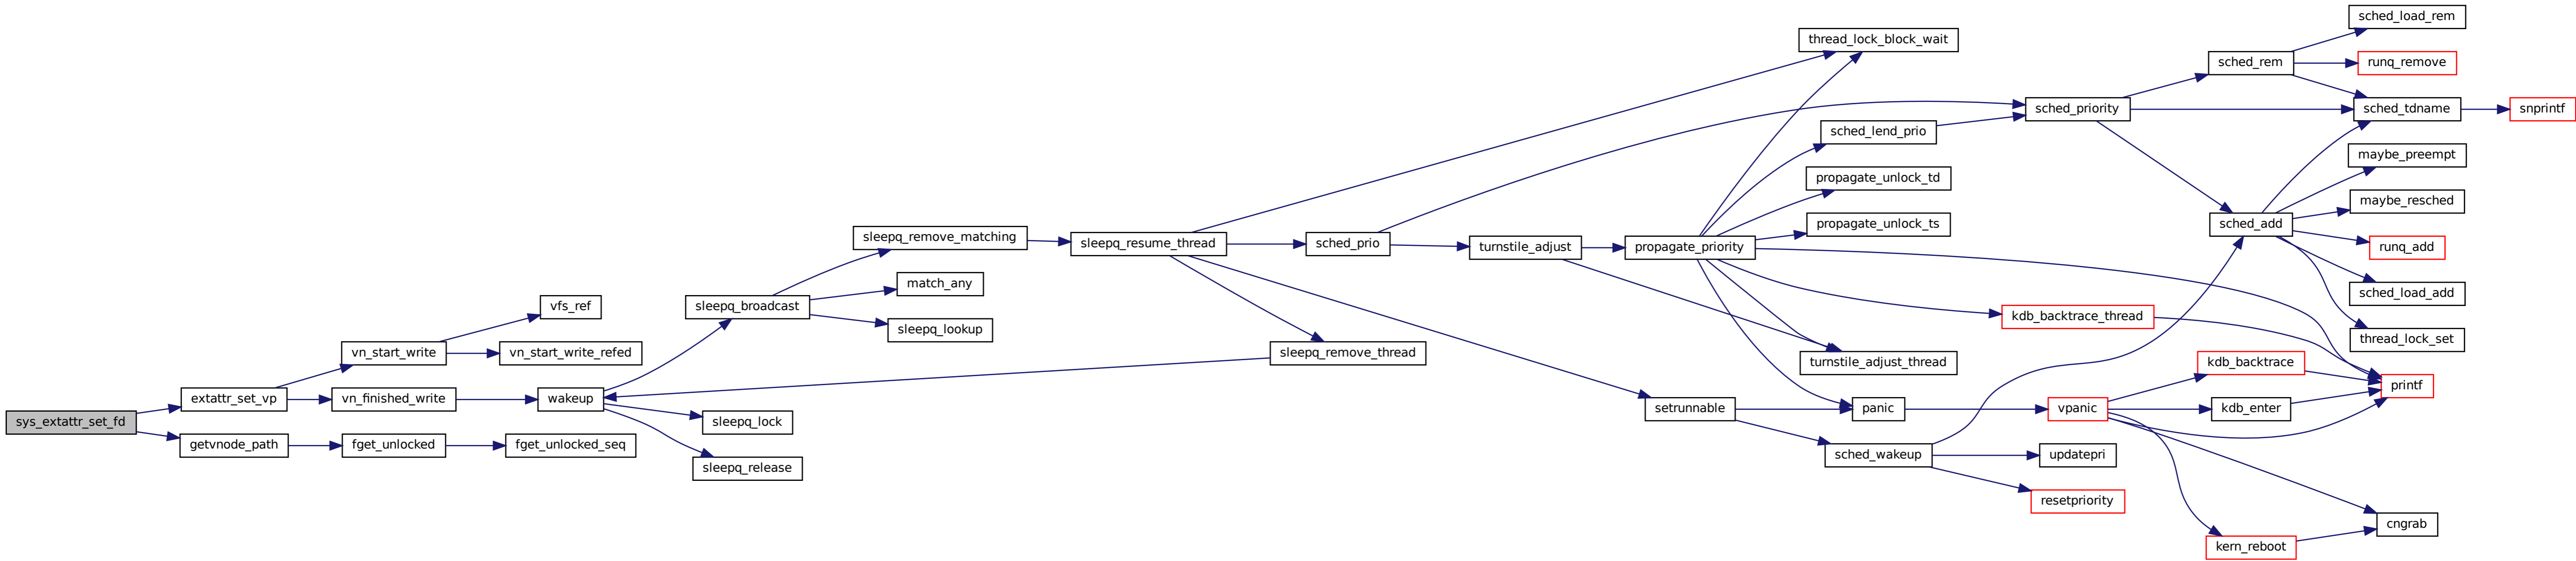 sys_extattr_set_fd
extattr_set_vp
getvnode_path
vn_start_write
vn_finished_write
fget_unlocked
vfs_ref
vn_start_write_refed
wakeup
fget_unlocked_seq
sleepq_broadcast
sleepq_lock
sleepq_release
sleepq_remove_matching
match_any
sleepq_lookup
sleepq_resume_thread
sched_prio
sleepq_remove_thread
turnstile_adjust
thread_lock_block_wait
sched_lend_prio
propagate_unlock_td
propagate_unlock_ts
propagate_priority
turnstile_adjust_thread
setrunnable
panic
sched_wakeup
sched_priority
kdb_backtrace_thread
vpanic
updatepri
resetpriority
sched_rem
sched_add
kdb_backtrace
kdb_enter
kern_reboot
sched_load_rem
runq_remove
sched_tdname
snprintf
maybe_preempt
maybe_resched
runq_add
sched_load_add
thread_lock_set
printf
cngrab